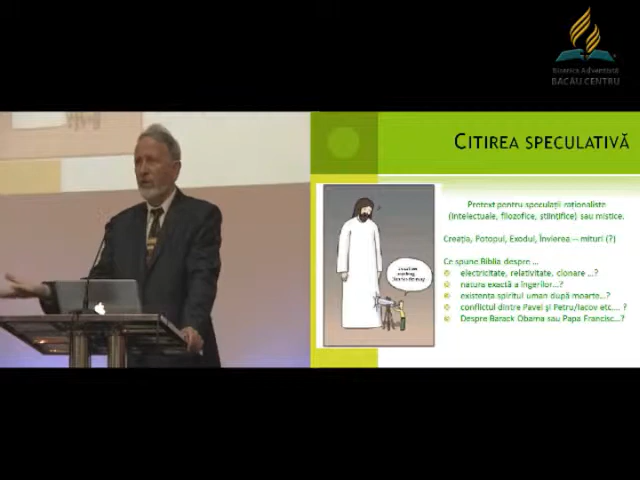 Biserica Adventistă
BACĂU CENTRU
CITIREA SPECULATIVĂ
Pretext pentru speculații raționaliste
(intelectuale, filozofice, științifice) sau mistice.
Creația, Potopul, Exodul, Învierea – mituri (?)
Ce spune Biblia despre ...
electricitate, relativitate, clonare ...?
natura exactă a îngerilor...?
existența spiritul uman după moarte...?
conflictul dintre Pavel și Petru/Iacov etc.... ?
Despre Barack Obama sau Papa Francisc...?